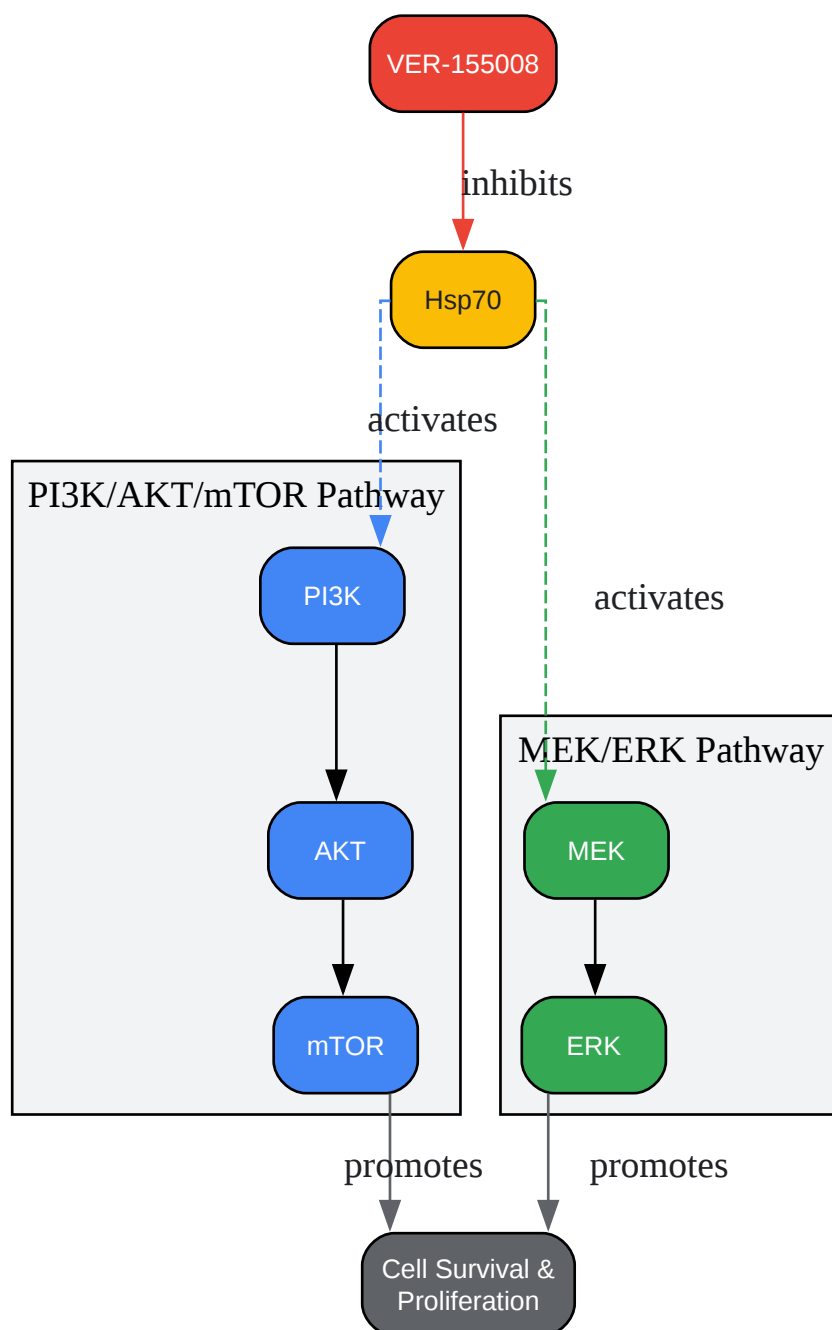 VER-155008
inhibits
Hsp70
activates
PI3K/AKT/mTOR Pathway
PI3K
activates
MEK/ERK Pathway
AKT
MEK
mTOR
ERK
promotes
promotes
Cell Survival &
Proliferation